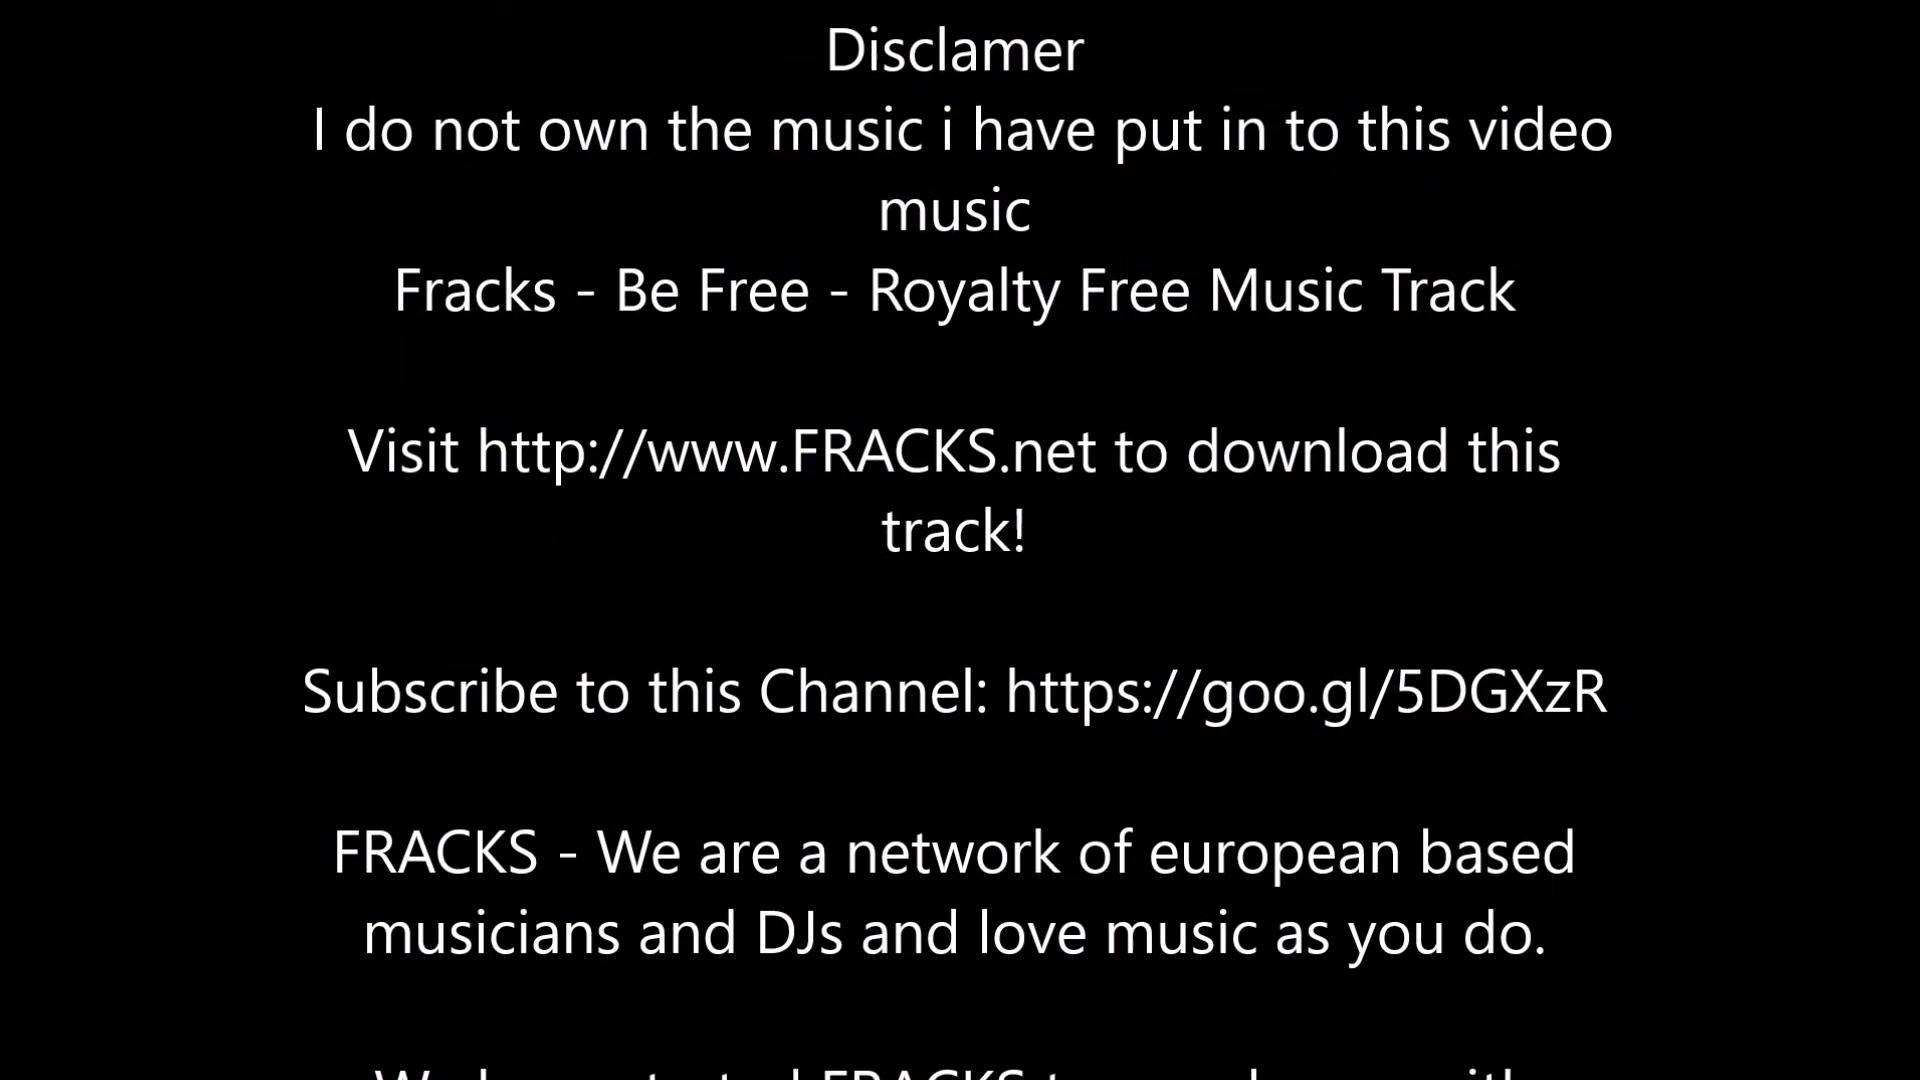 Disclamer
I do not own the music i have put in to this video
music
Fracks - Be Free - Royalty Free Music Track
Visit http://www.FRACKS.net to download this
track!
Subscribe to this Channel: https://goo.gl/5DGXzR
FRACKS - We are a network of european based
musicians and DJs and love music as you do.